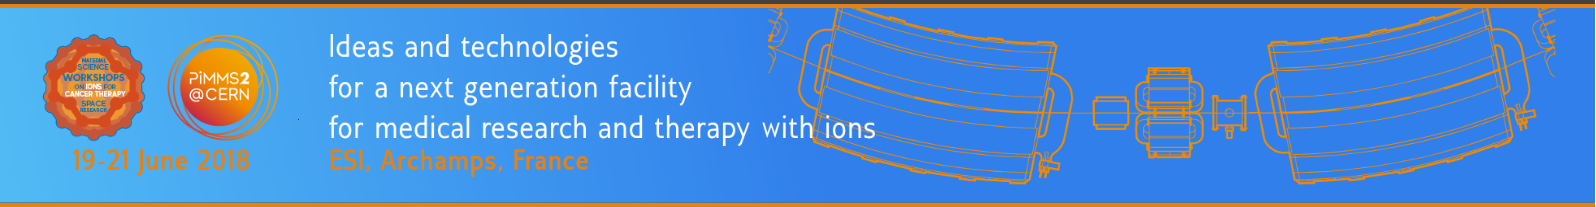 MATERIAL
SCIENCE
WORKSHOPS
ON IONS FOR
CANCER THERAPY
SPACE
RESEARCH
PiMMS2
@CERN
19-21 June 2018
Ideas and technologies
for a next generation facility
for medical research and therapy with ions
ESI, Archamps, France